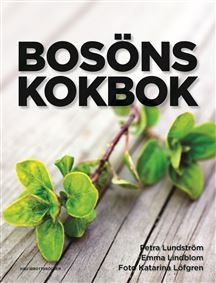 BOSÖNS
KOKBOK
Petra Lundström
Emma Lindblom
Foto Katarina Löfgren